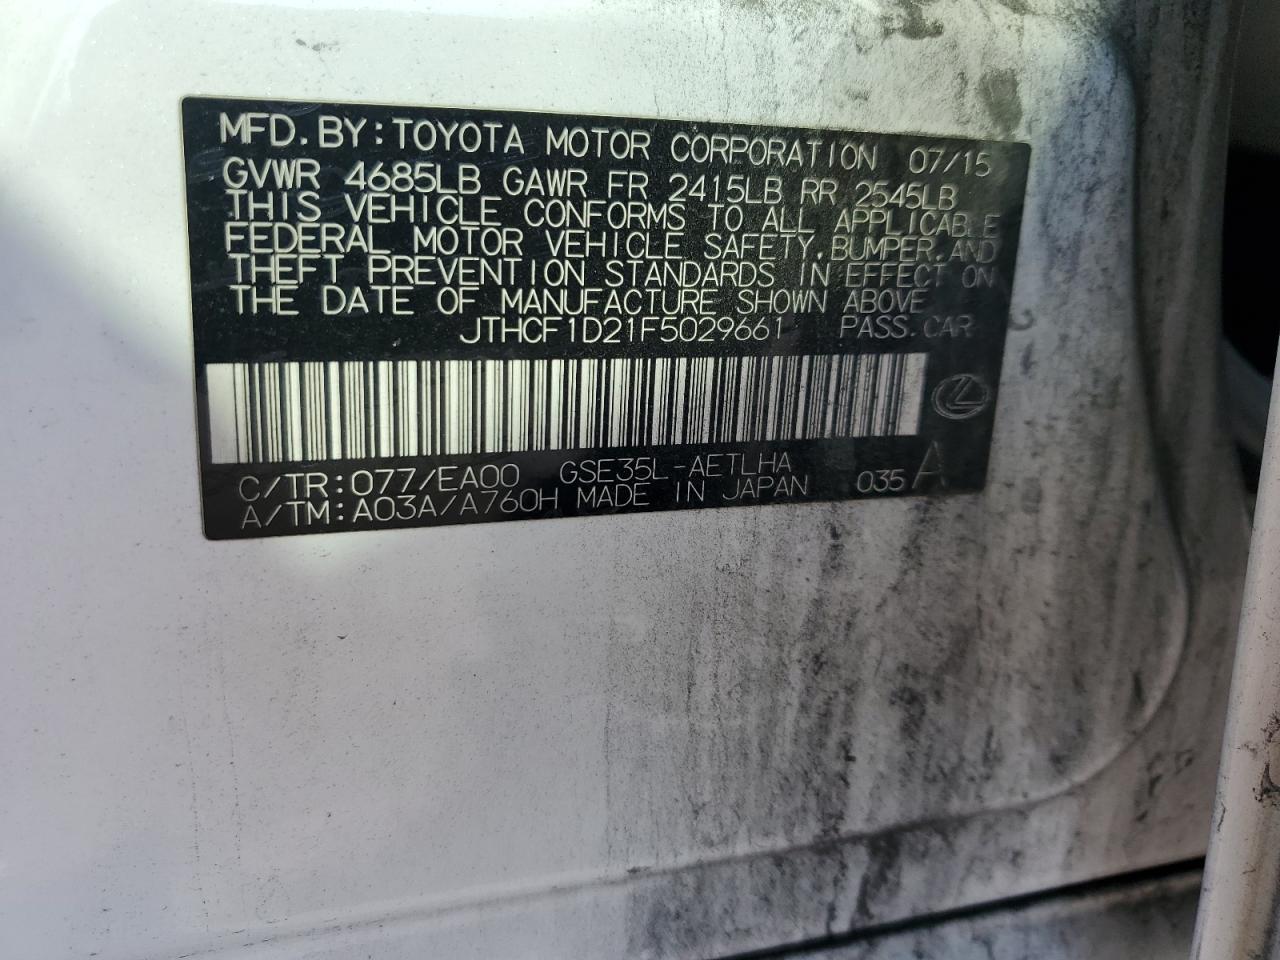 MFD.BY:TOYOTA MOTOR CORPORATION 07/15
GVWR 4685LB GAWR FR 2415LB RR 2545LB
THIS VEHICLE CONFORMS TO ALL APPLICABLE
FEDERAL MOTOR VEHICLE SAFETY,BUMPER,AND
THEFT PREVENTION STANDARDS IN EFFECT ON
THE DATE OF MANUFACTURE SHOWN ABOVE
JTHCF1D21F5029661 PASS.CAR
C/TR:077/EA00 GSE35L-AETLHA
A/TM:A03A/A760H MADE IN JAPAN 035 A